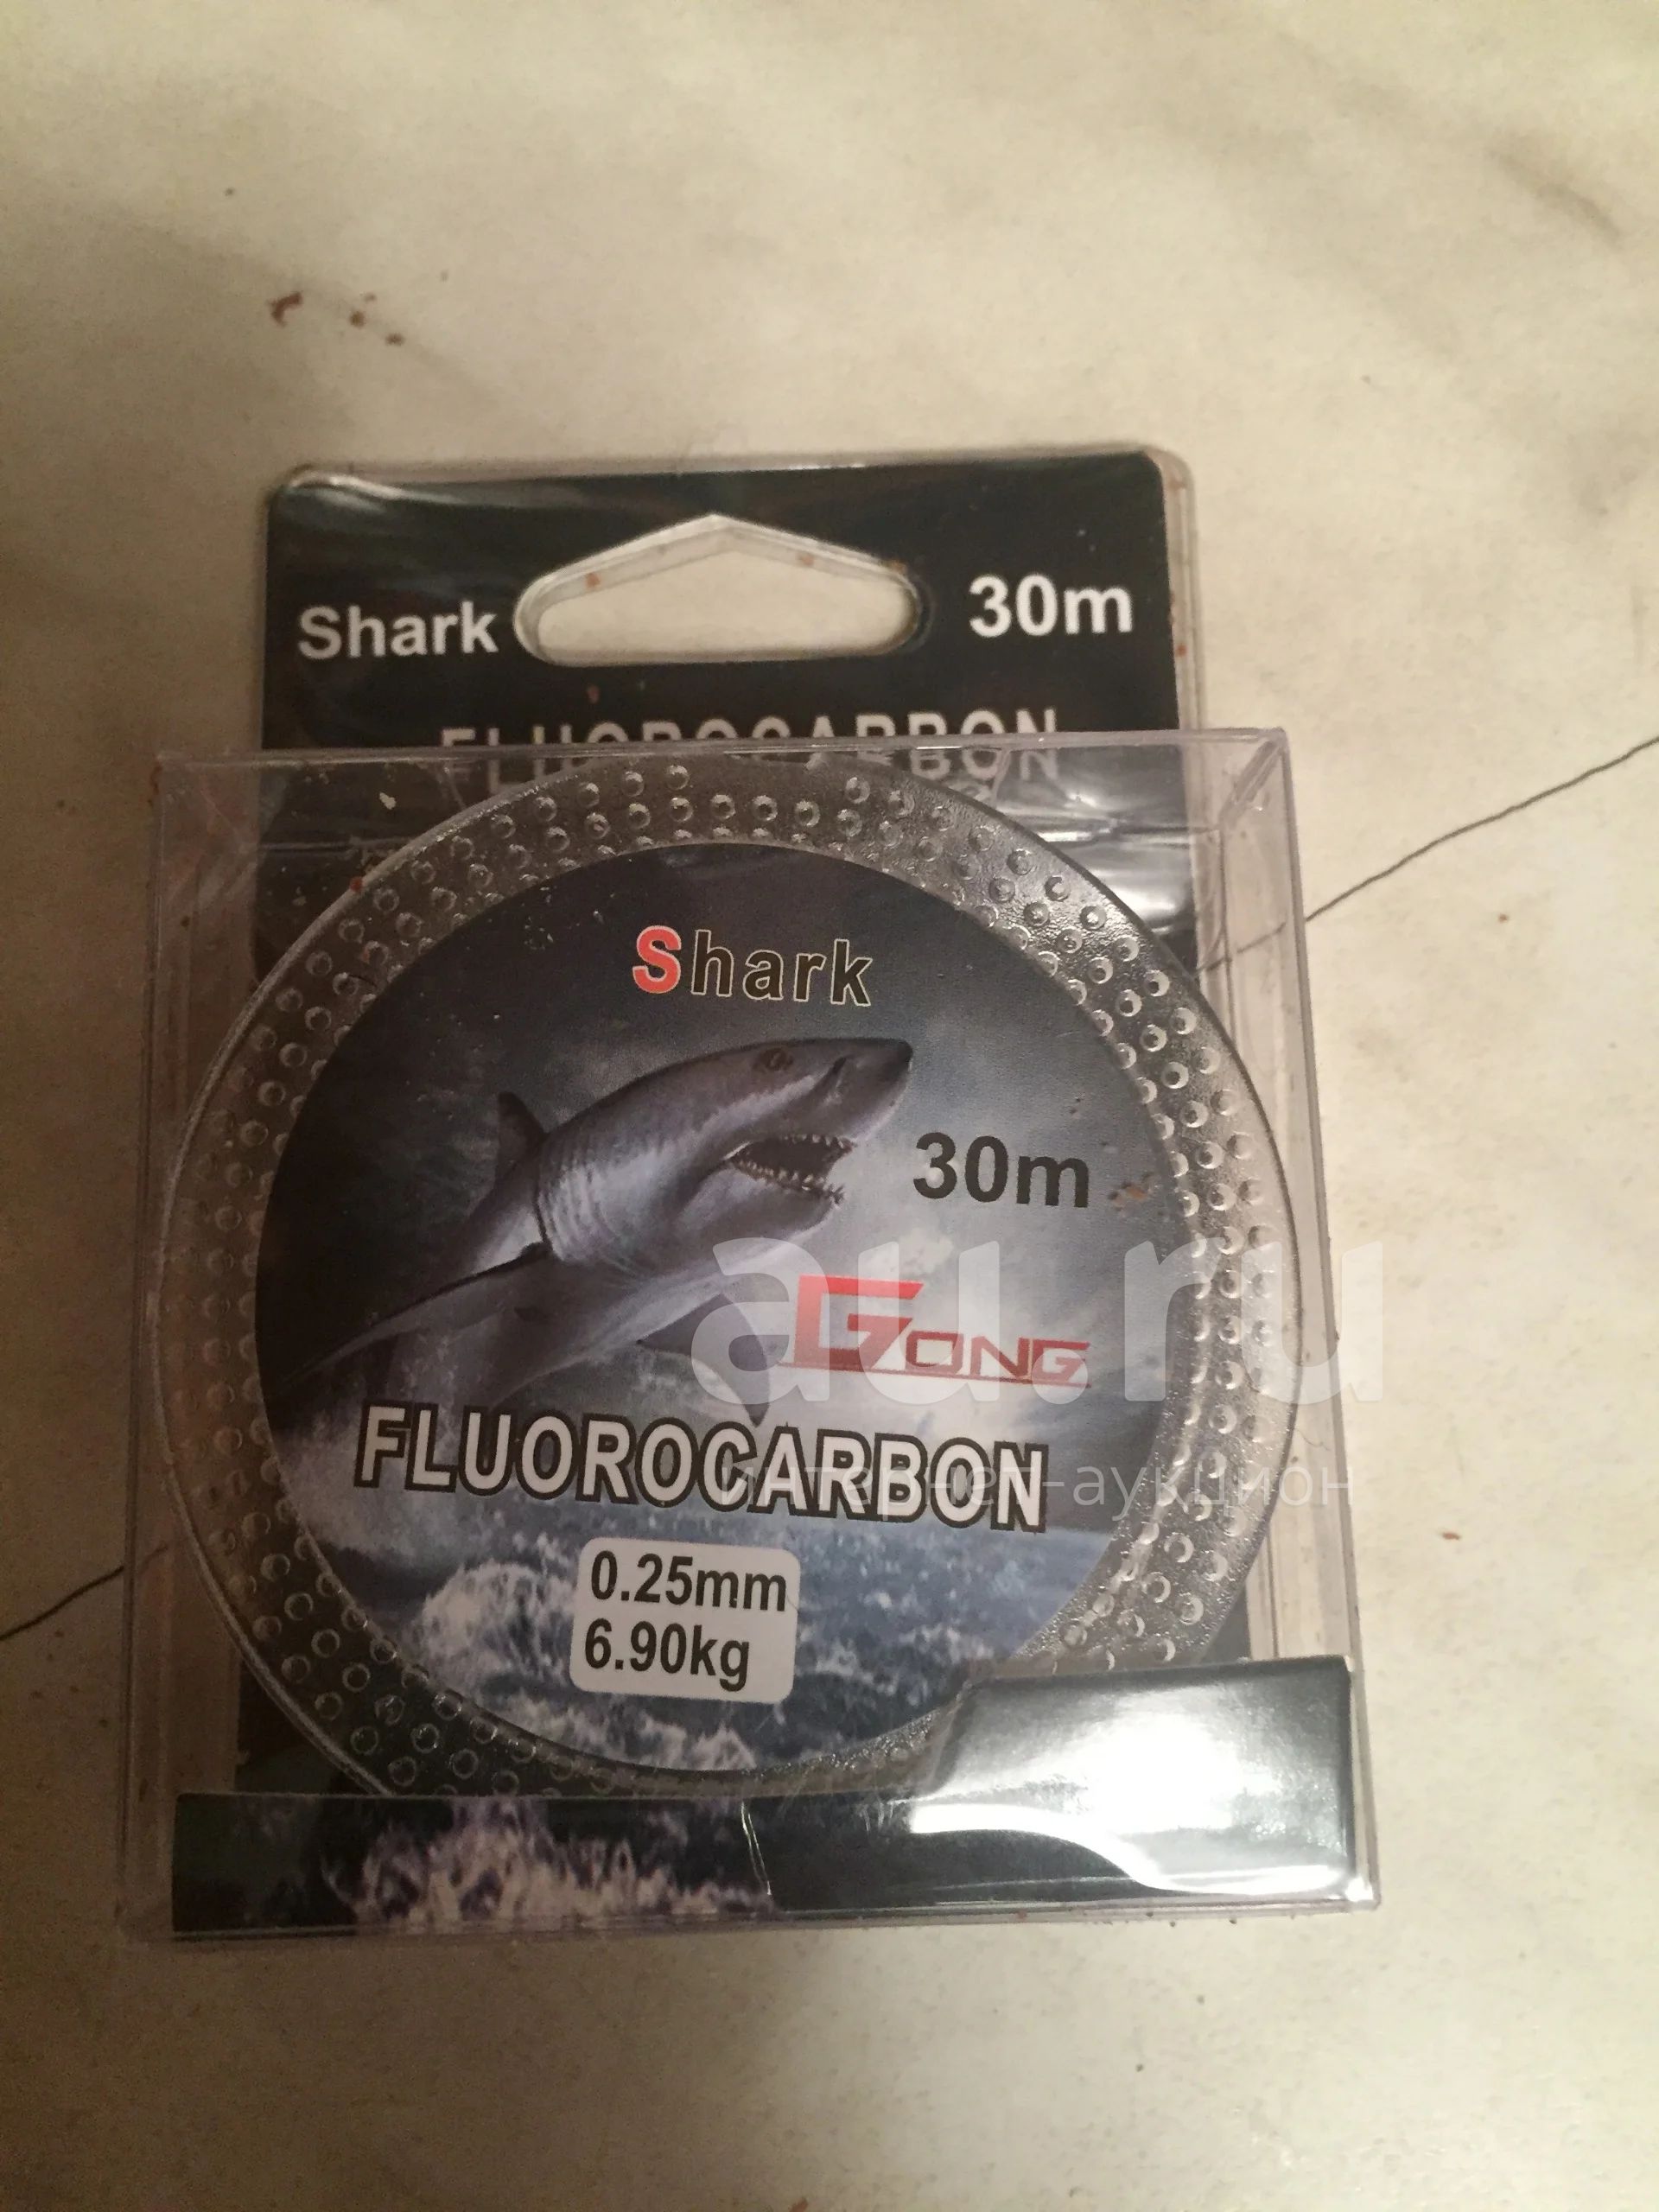 Shark 30m
FLUOROCARBON
Shark
30m
GONG
FLUOROCARBON
0.25mm
6.90kg
au.ru
интернет-аукцион